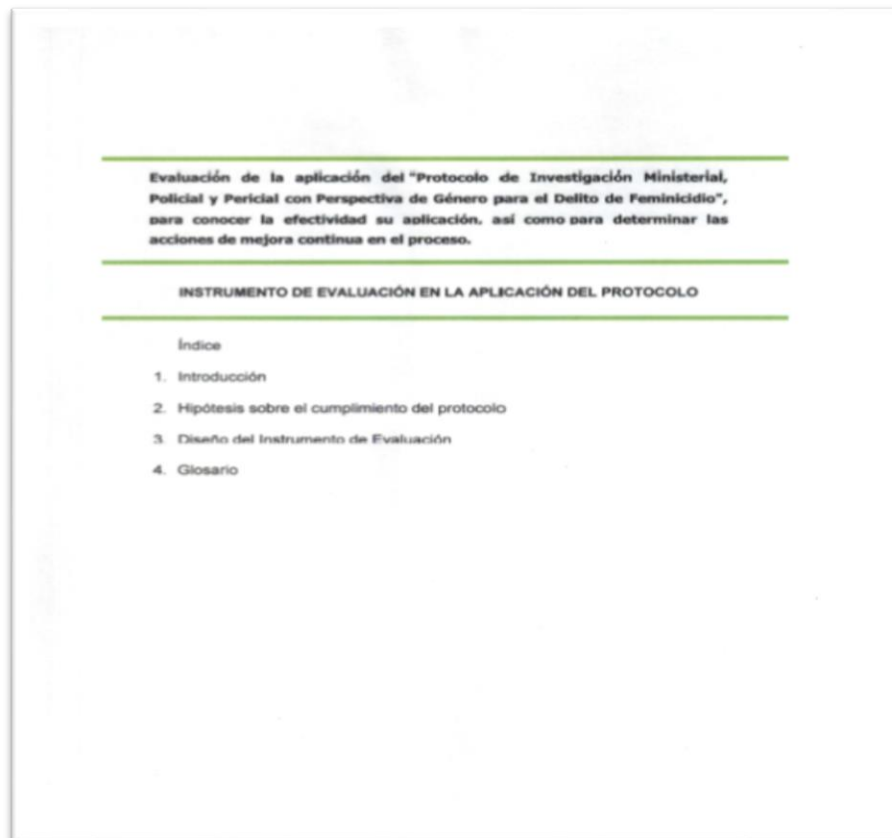 Evaluación de la aplicación del "Protocolo de Investigación Ministerial,
Policial y Pericial con Perspectiva de Género para el Delito de Feminicidio",
para conocer la efectividad su aplicación, así como para determinar las
acciones de mejora continua en el proceso.
INSTRUMENTO DE EVALUACIÓN EN LA APLICACIÓN DEL PROTOCOLO
Índice
1. Introducción
2. Hipótesis sobre el cumplimiento del protocolo
3. Diseño del Instrumento de Evaluación
4. Glosario